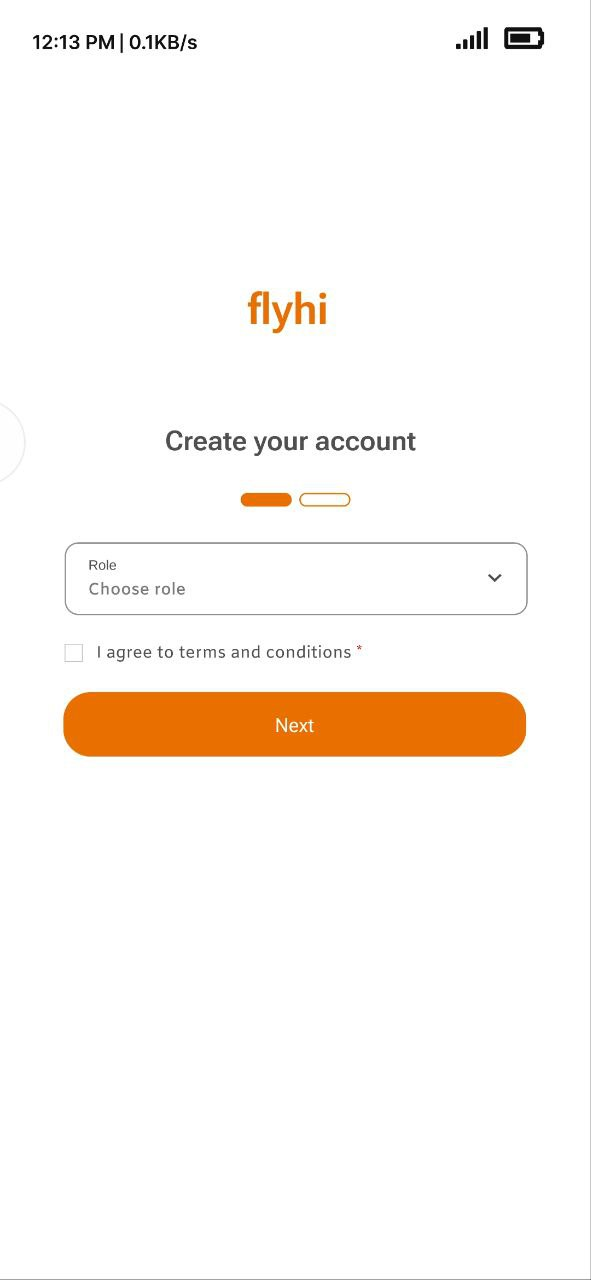 12:13 PM | 0.1KB/s
flyhi
Create your account
Role
Choose role
I agree to terms and conditions *
Next